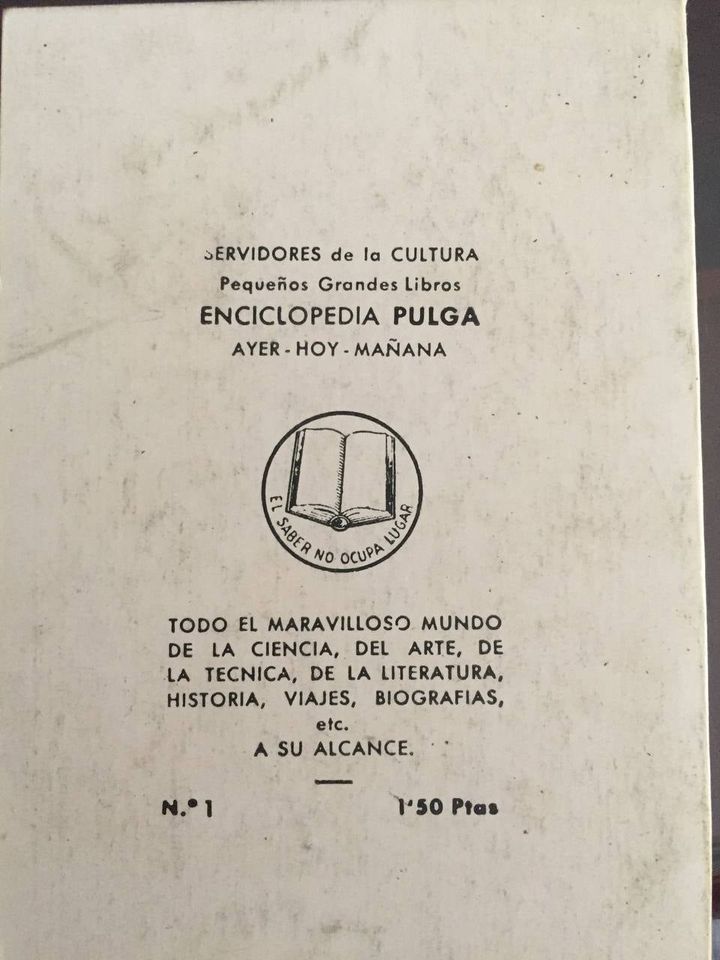 SERVIDORES de la CULTURA
Pequeños Grandes Libros
ENCICLOPEDIA PULGA
AYER - HOY - MAÑANA
EL SABER NO OCUPA LUGAR
TODO EL MARAVILLOSO MUNDO
DE LA CIENCIA, DEL ARTE, DE
LA TECNICA, DE LA LITERATURA,
HISTORIA, VIAJES, BIOGRAFIAS,
etc.
A SU ALCANCE.
N.º 1 1'50 Ptas